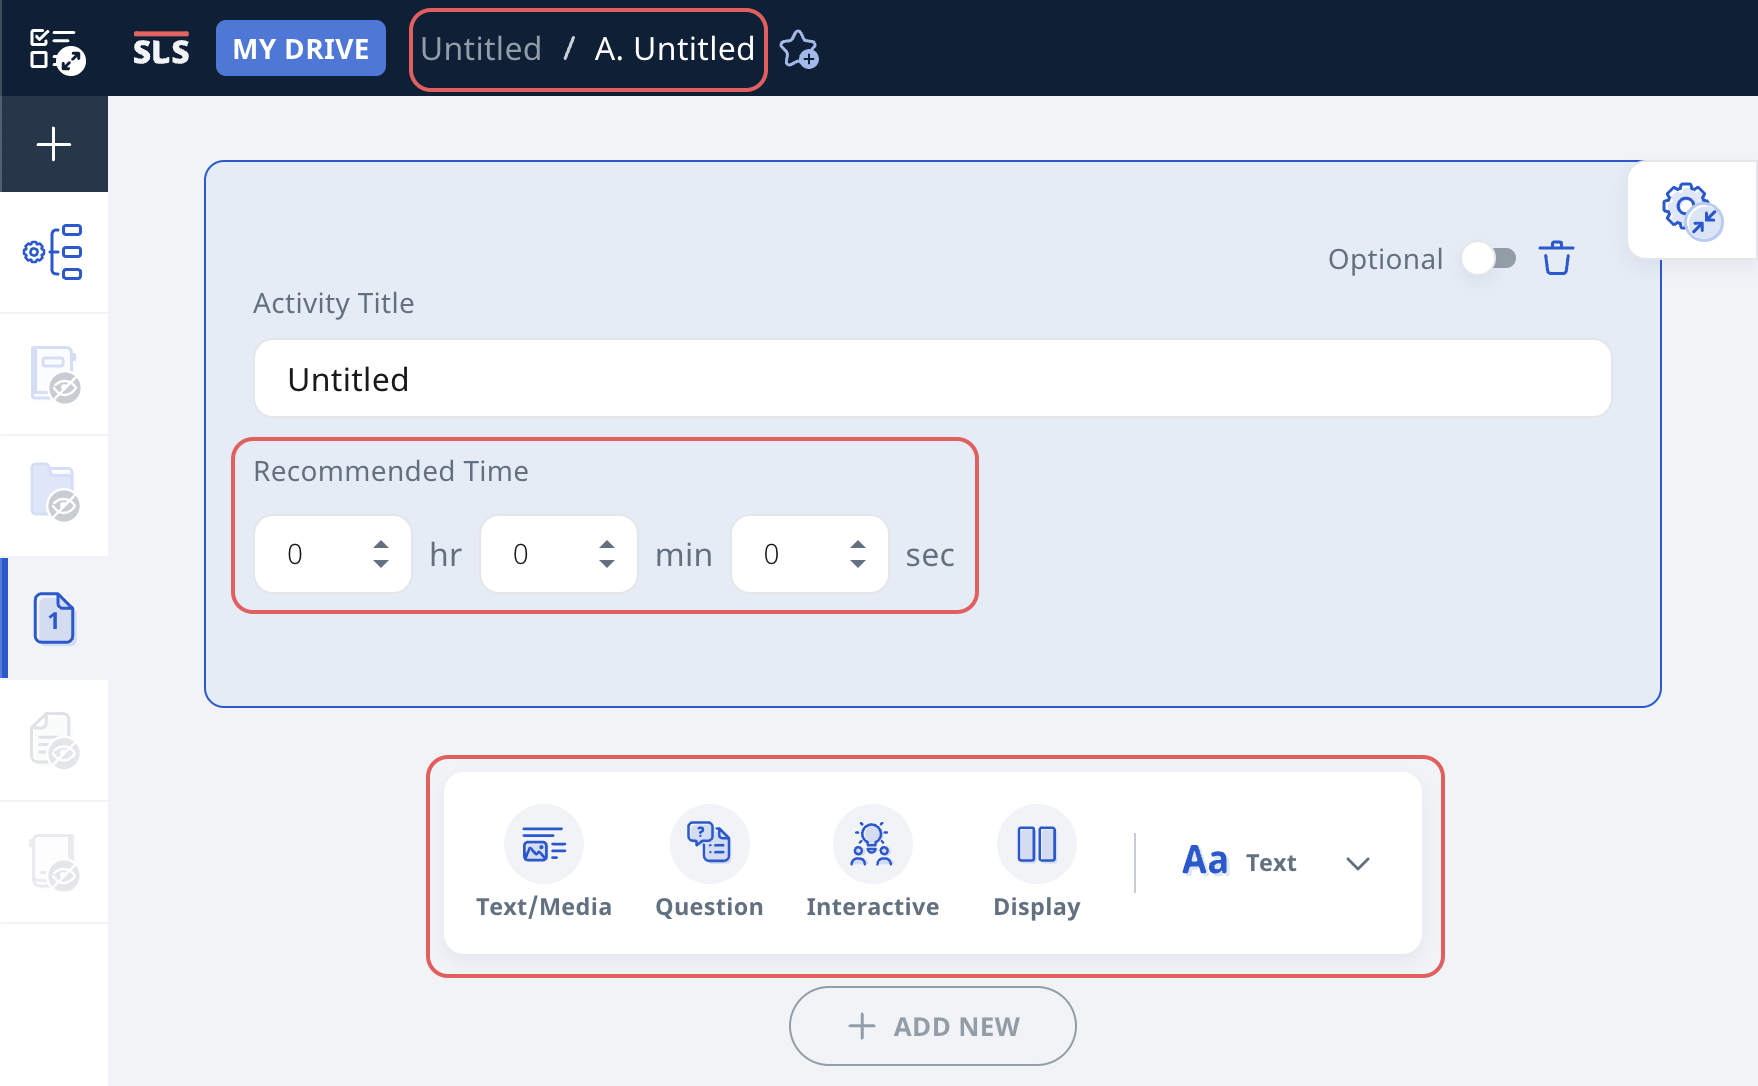 SLS MY DRIVE Untitled / A. Untitled
Optional
Activity Title
Untitled
Recommended Time
0 hr 0 min 0 sec
1
?
Aa Text
Text/Media Question Interactive Display
+ ADD NEW